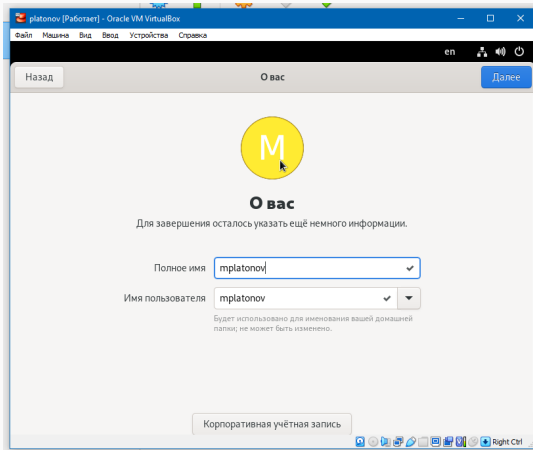 platonov [Работает] - Oracle VM VirtualBox
Файл Машина Вид Ввод Устройства Справка
en
Назад О вас Далее
M
О вас
Для завершения осталось указать ещё немного информации.
Полное имя mplatonov
Имя пользователя mplatonov
Будет использовано для именования вашей домашней
папки; не может быть изменено.
Корпоративная учётная запись
Right Ctrl